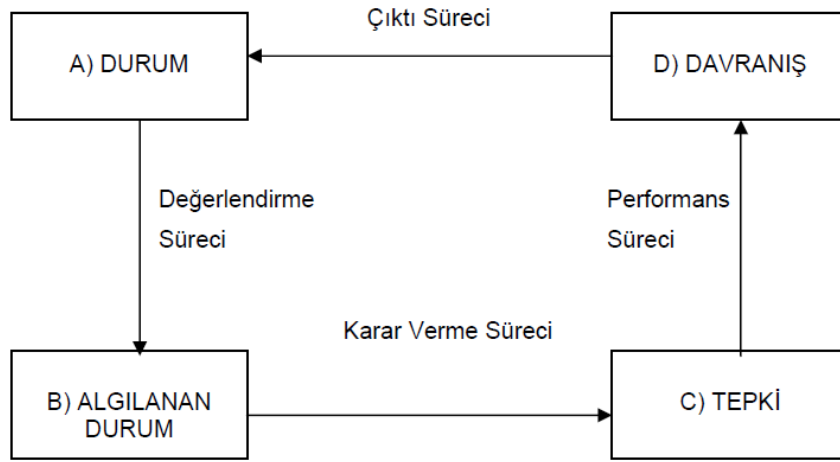 Çıktı Süreci
A) DURUM
D) DAVRANIŞ
Değerlendirme
Süreci
Performans
Süreci
Karar Verme Süreci
B) ALGILANAN
DURUM
C) TEPKİ